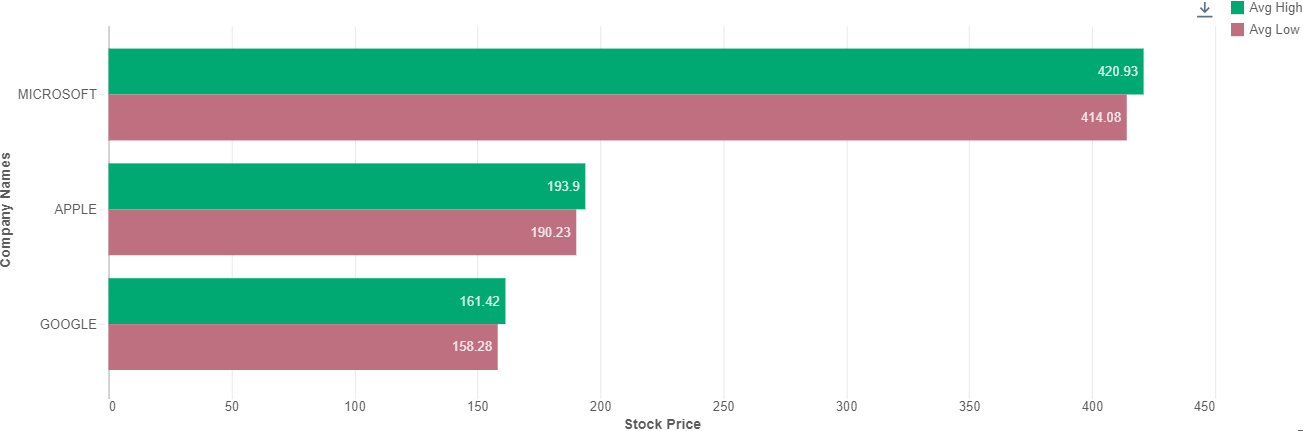 Avg High
Avg Low
Company Names
MICROSOFT
420.93
414.08
APPLE
193.9
190.23
GOOGLE
161.42
158.28
0 50 100 150 200 250 300 350 400 450
Stock Price